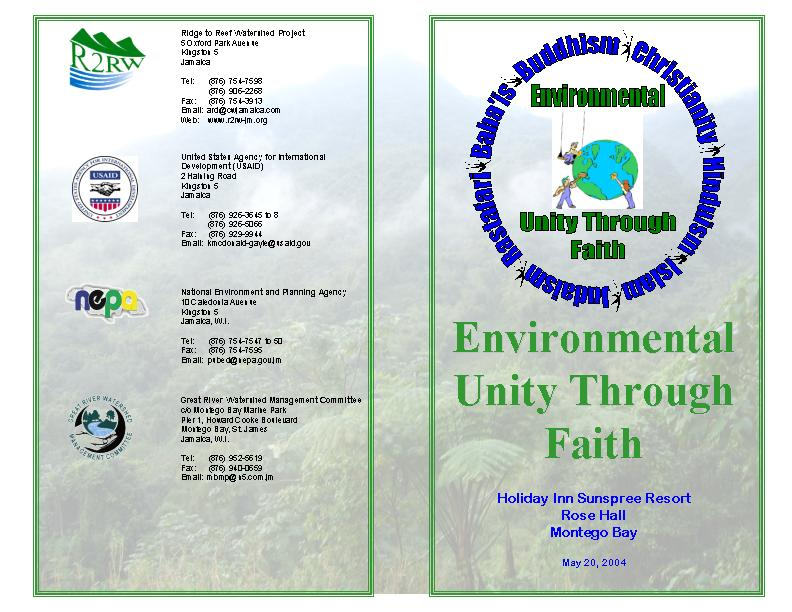 R2RW
Ridge to Reef Watershed Project
5 Oxford Park Avenue
Kingston 5
Jamaica
Tel: (876) 754-7598
(876) 906-2268
Fax: (876) 754-3913
Email: ard@cwjamaica.com
Web: www.r2rw-jm.org
USAID
United States Agency for International
Development (USAID)
2 Haining Road
Kingston 5
Jamaica
Tel: (876) 926-3645 to 8
(876) 926-5066
Fax: (876) 929-9944
Email: kmcdonald-gayle@usaid.gov
nepa
National Environment and Planning Agency
10 Caledonia Avenue
Kingston 5
Jamaica, W.I.
Tel: (876) 754-7547 to 50
Fax: (876) 754-7595
Email: pubed@nepa.gov.jm
GREAT RIVER WATERSHED
MANAGEMENT COMMITTEE
Great River Watershed Management Committee
c/o Montego Bay Marine Park
Pier 1, Howard Cooke Boulevard
Montego Bay, St. James
Jamaica, W.I.
Tel: (876) 952-5619
Fax: (876) 940-0659
Email: mbmp@n5.com.jm
Baha'is Buddhism Christianity Hinduism Islam Judaism Rastafari
Environmental
Unity Through
Faith
Environmental
Unity Through
Faith
Holiday Inn Sunspree Resort
Rose Hall
Montego Bay
May 20, 2004